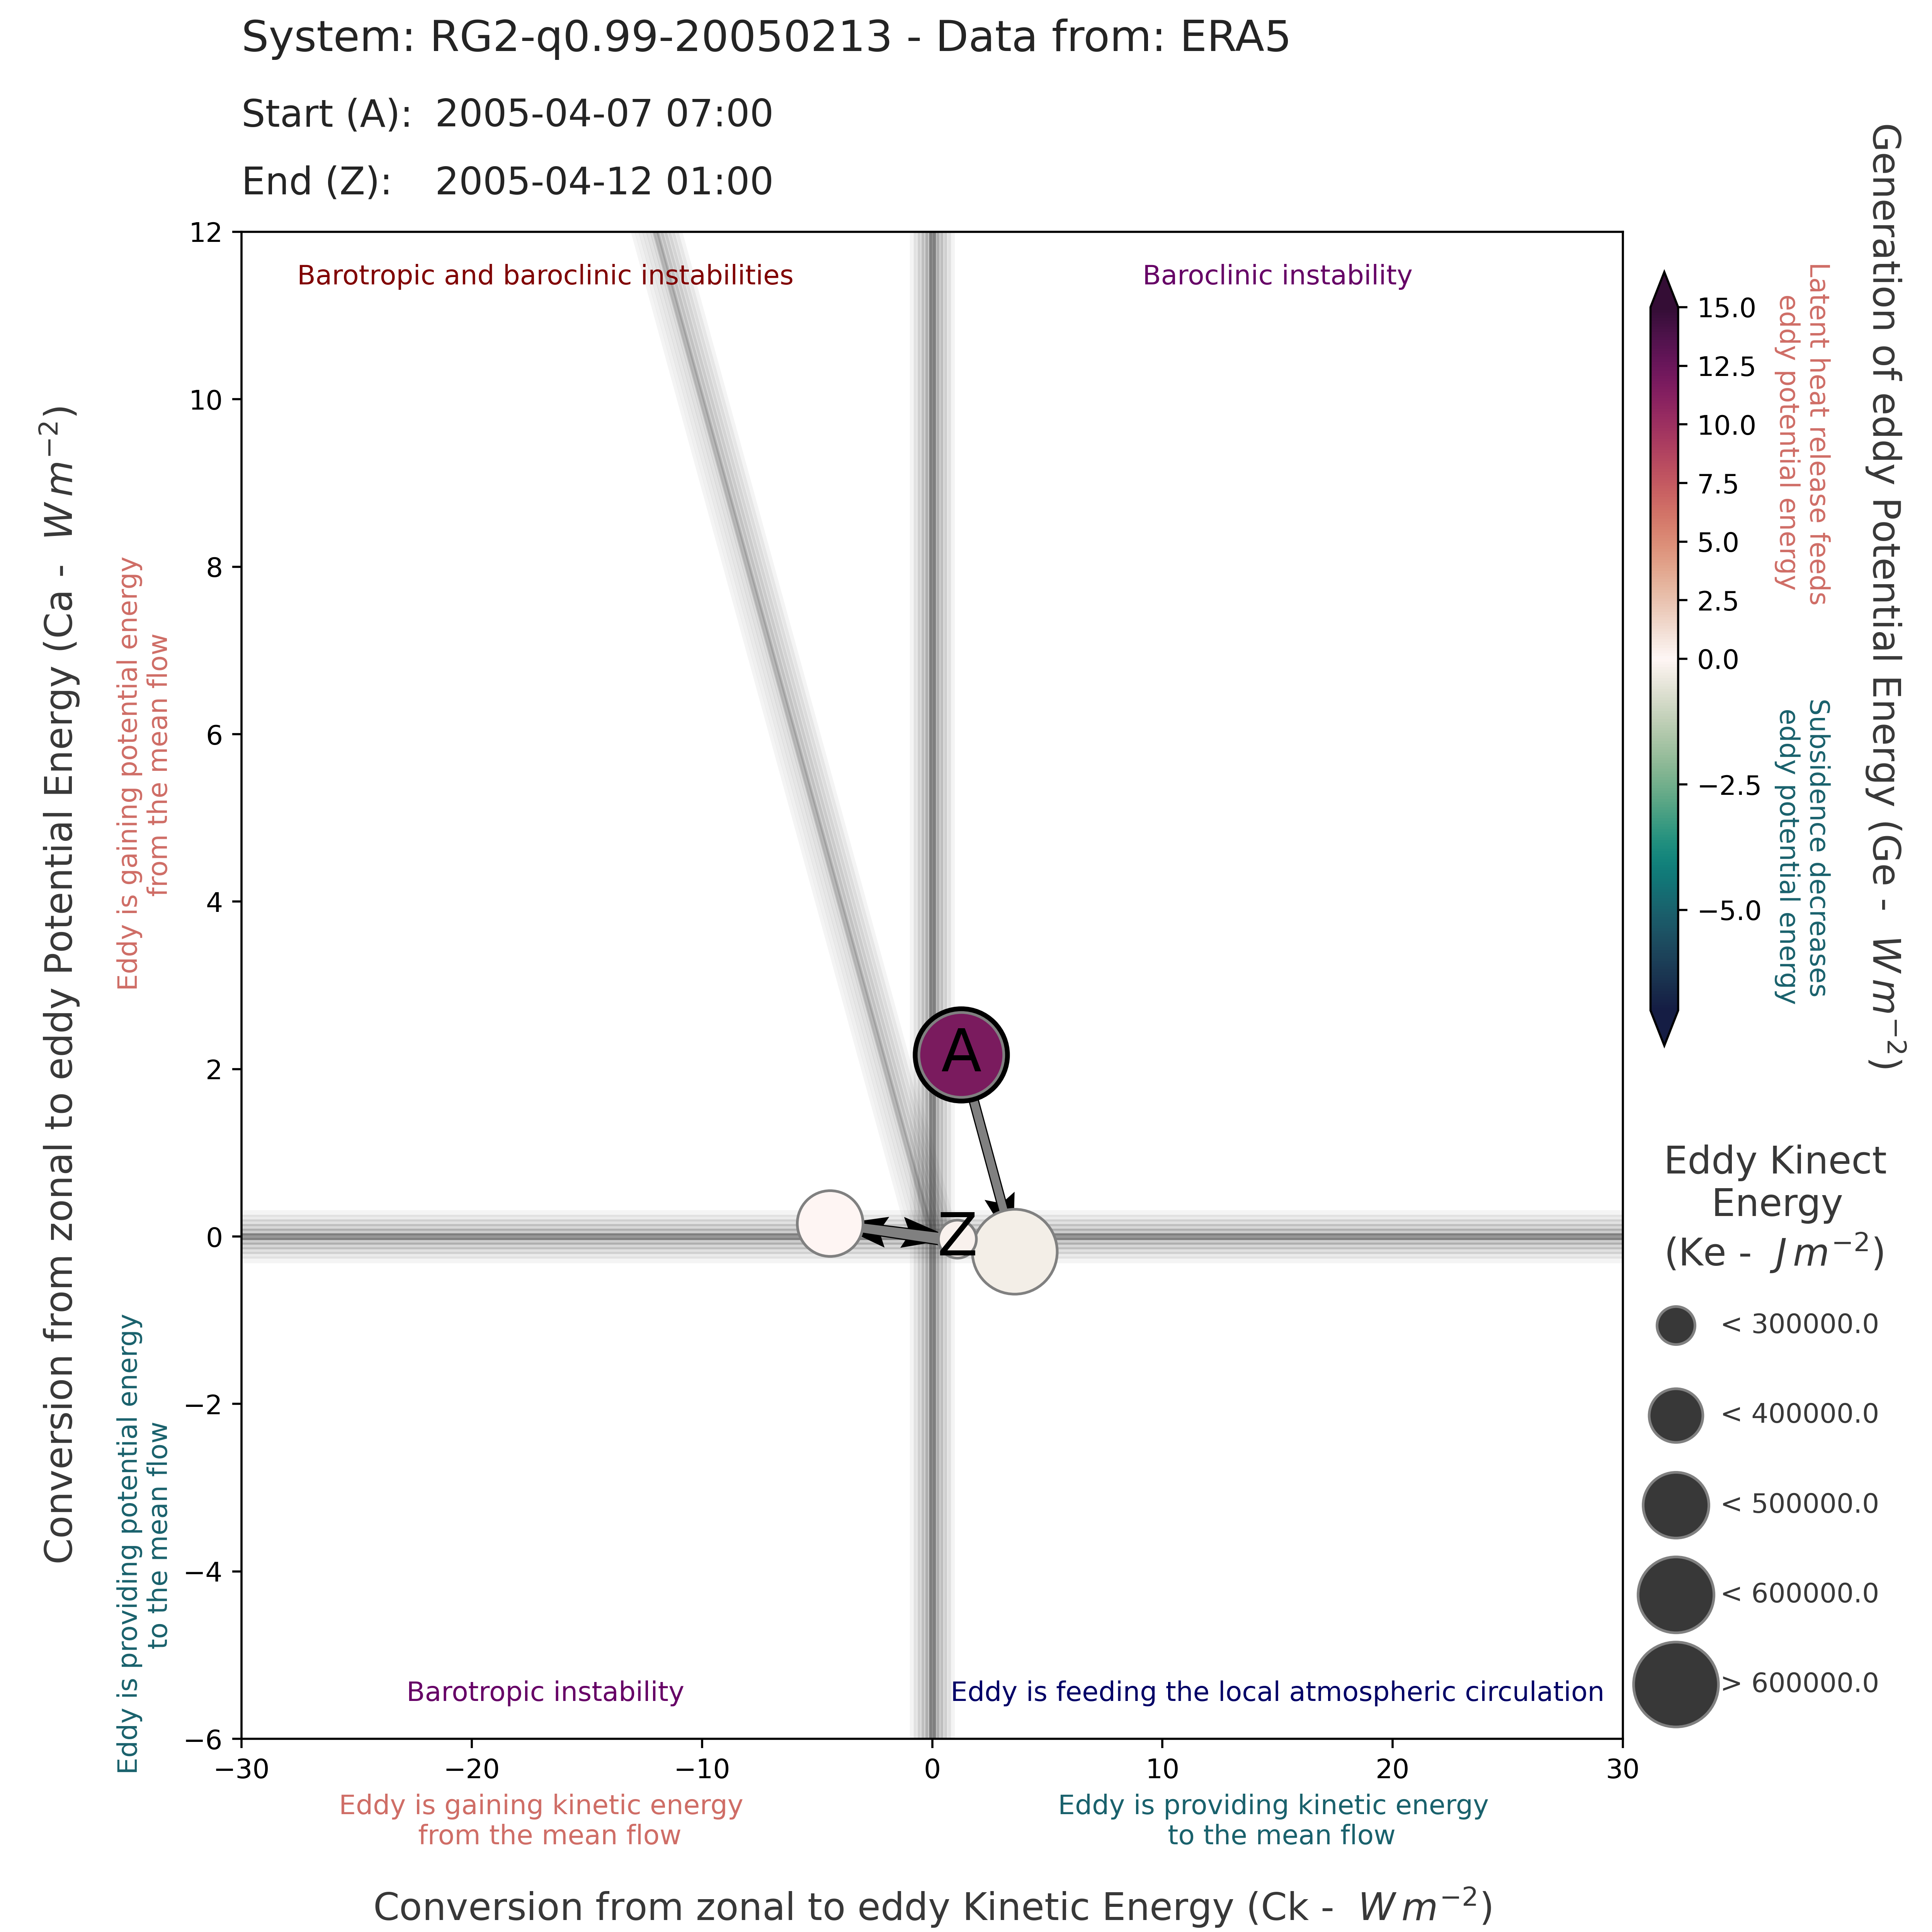 System: RG2-q0.99-20050213 - Data from: ERA5
Start (A): 2005-04-07 07:00
End (Z): 2005-04-12 01:00
Conversion from zonal to eddy Potential Energy (Ca - W m⁻²)
Eddy is gaining potential energy
from the mean flow
Eddy is providing potential energy
to the mean flow
12
10
8
6
4
2
0
−2
−4
−6
Barotropic and baroclinic instabilities
Baroclinic instability
A
Z
Barotropic instability
Eddy is feeding the local atmospheric circulation
−30
−20
−10
0
10
20
30
Eddy is gaining kinetic energy
from the mean flow
Eddy is providing kinetic energy
to the mean flow
Conversion from zonal to eddy Kinetic Energy (Ck - W m⁻²)
15.0
12.5
10.0
7.5
5.0
2.5
0.0
−2.5
−5.0
Latent heat release feeds
eddy potential energy
Subsidence decreases
eddy potential energy
Generation of eddy Potential Energy (Ge - W m⁻²)
Eddy Kinect
Energy
(Ke - J m⁻²)
< 300000.0
< 400000.0
< 500000.0
< 600000.0
> 600000.0